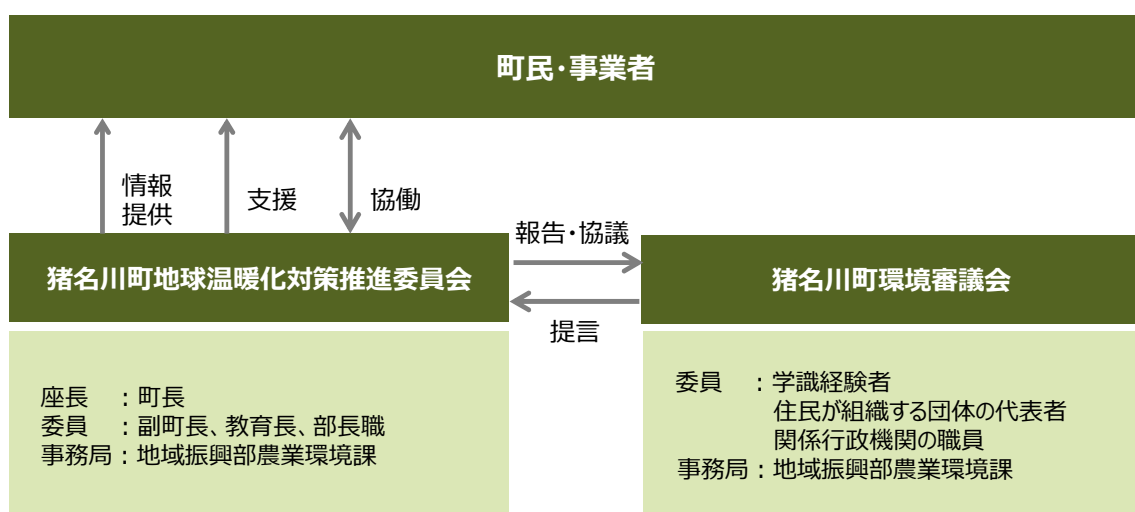 町民・事業者
情報
提供
支援
協働
報告・協議
猪名川町地球温暖化対策推進委員会
猪名川町環境審議会
提言
座長　：町長
委員　：副町長、教育長、部長職
事務局：地域振興部農業環境課
委員　：学識経験者
住民が組織する団体の代表者
関係行政機関の職員
事務局：地域振興部農業環境課